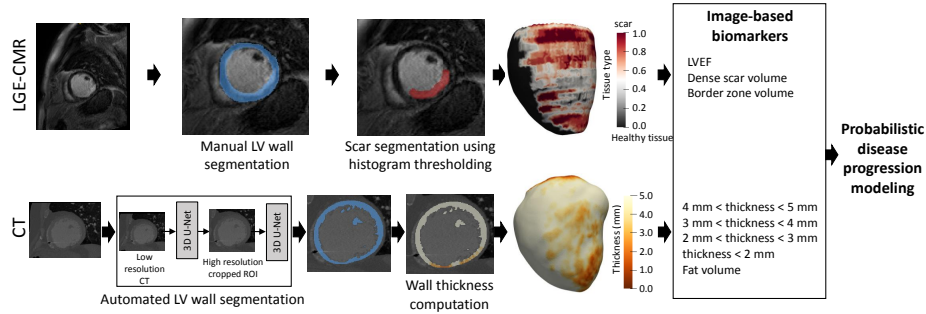 LGE-CMR
Manual LV wall
segmentation
Scar segmentation using
histogram thresholding
scar
1.0
0.8
0.6
0.4
0.2
0.0
Tissue type
Healthy tissue
Image-based
biomarkers
LVEF
Dense scar volume
Border zone volume
4 mm < thickness < 5 mm
3 mm < thickness < 4 mm
2 mm < thickness < 3 mm
thickness < 2 mm
Fat volume
Probabilistic
disease
progression
modeling
CT
Low
resolution
CT
3D U-Net
High resolution
cropped ROI
3D U-Net
Automated LV wall segmentation
Wall thickness
computation
5.0
4.0
3.0
2.0
1.0
0.0
Thickness (mm)